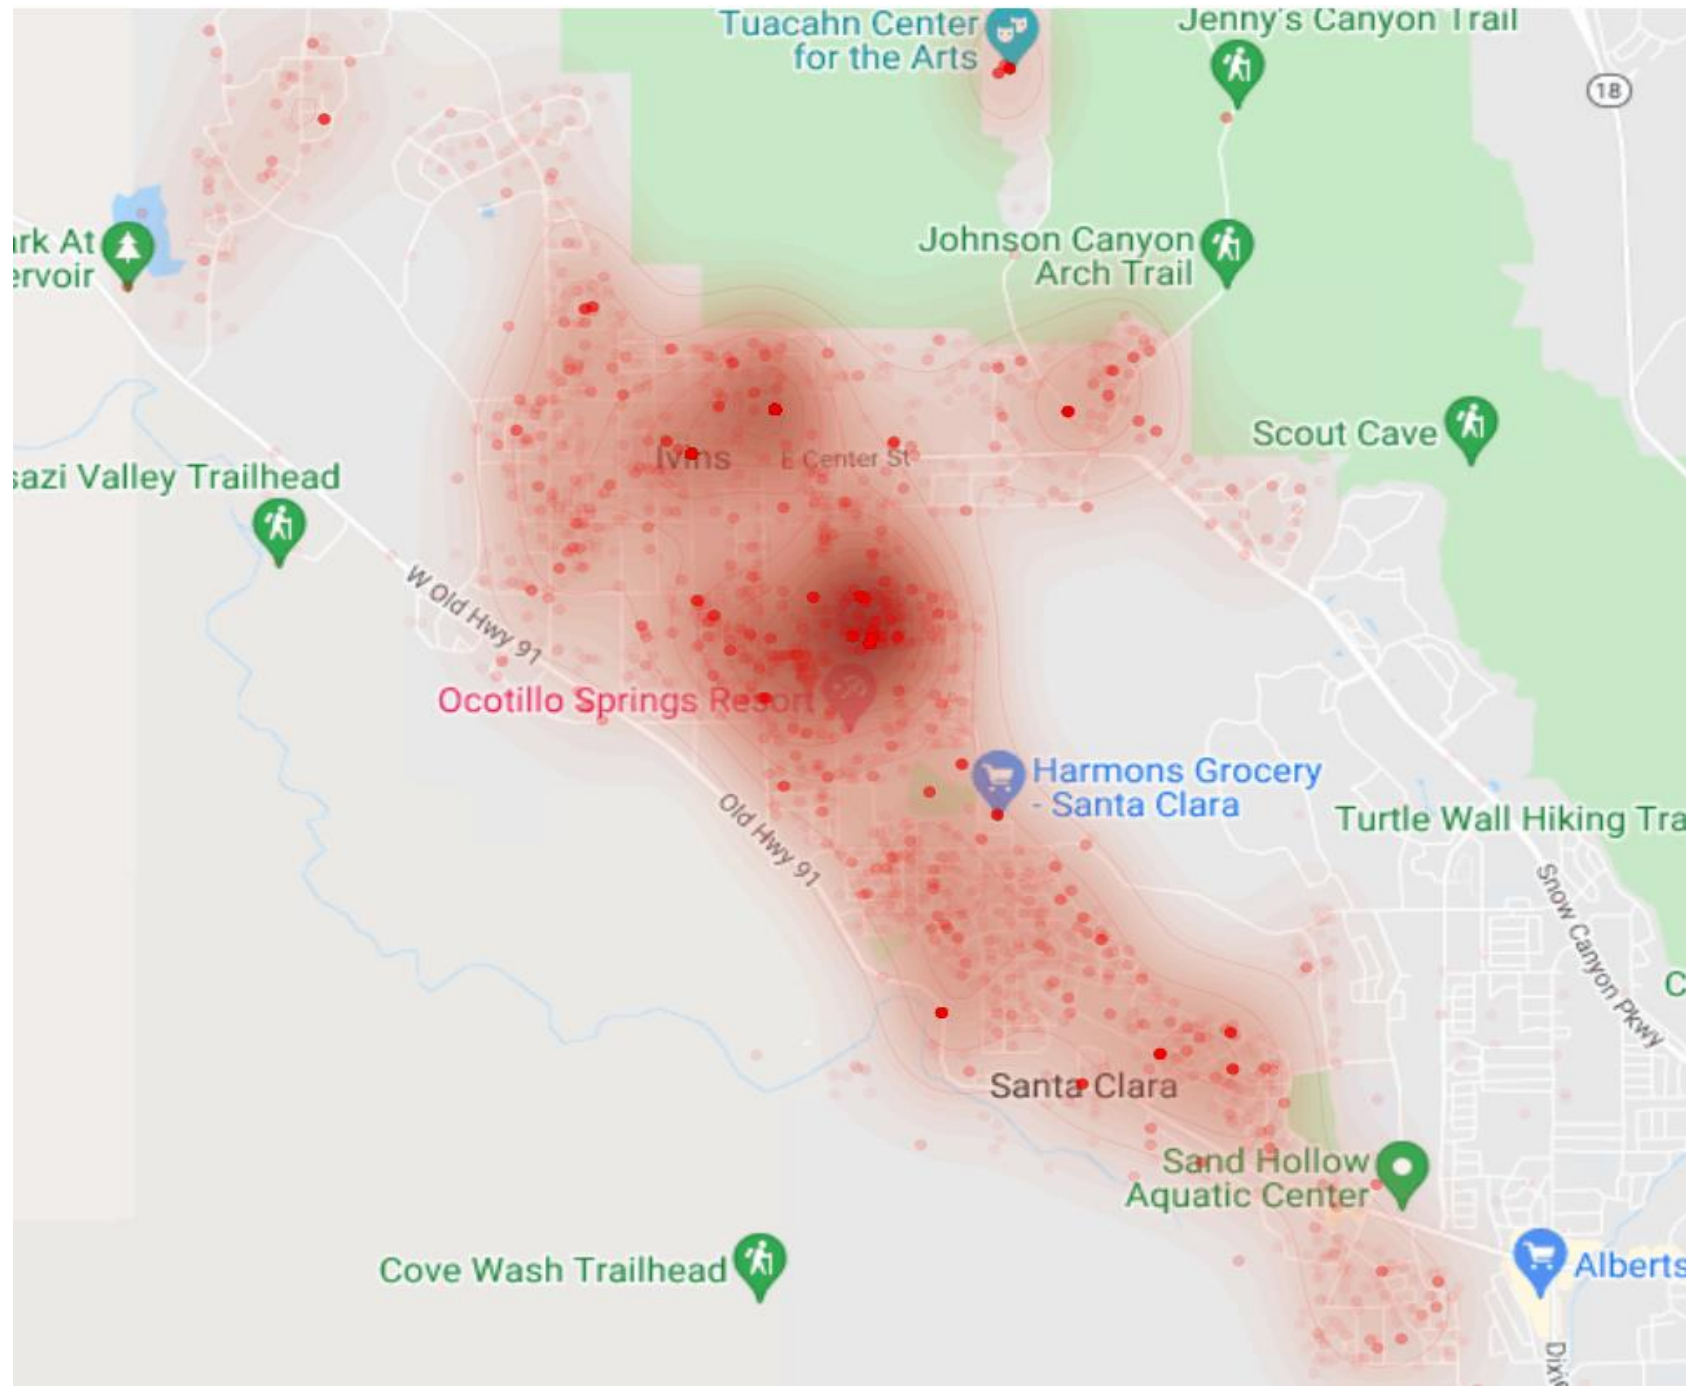 Tuacahn Center
for the Arts
Jenny's Canyon Trail
18
ark At
ervoir
Johnson Canyon
Arch Trail
Scout Cave
sazi Valley Trailhead
Ivins
E Center St
W Old Hwy 91
Ocotillo Springs Resort
Harmons Grocery
- Santa Clara
Old Hwy 91
Turtle Wall Hiking Tra
Snow Canyon Pkwy
C
Santa Clara
Sand Hollow
Aquatic Center
Cove Wash Trailhead
Alberts
Dixie